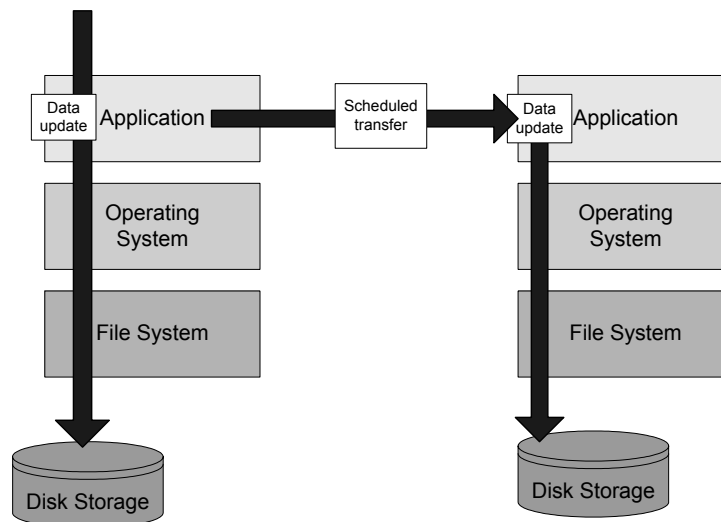 Data
update
Application
Scheduled
transfer
Data
update
Application
Operating
System
Operating
System
File System
File System
Disk Storage
Disk Storage